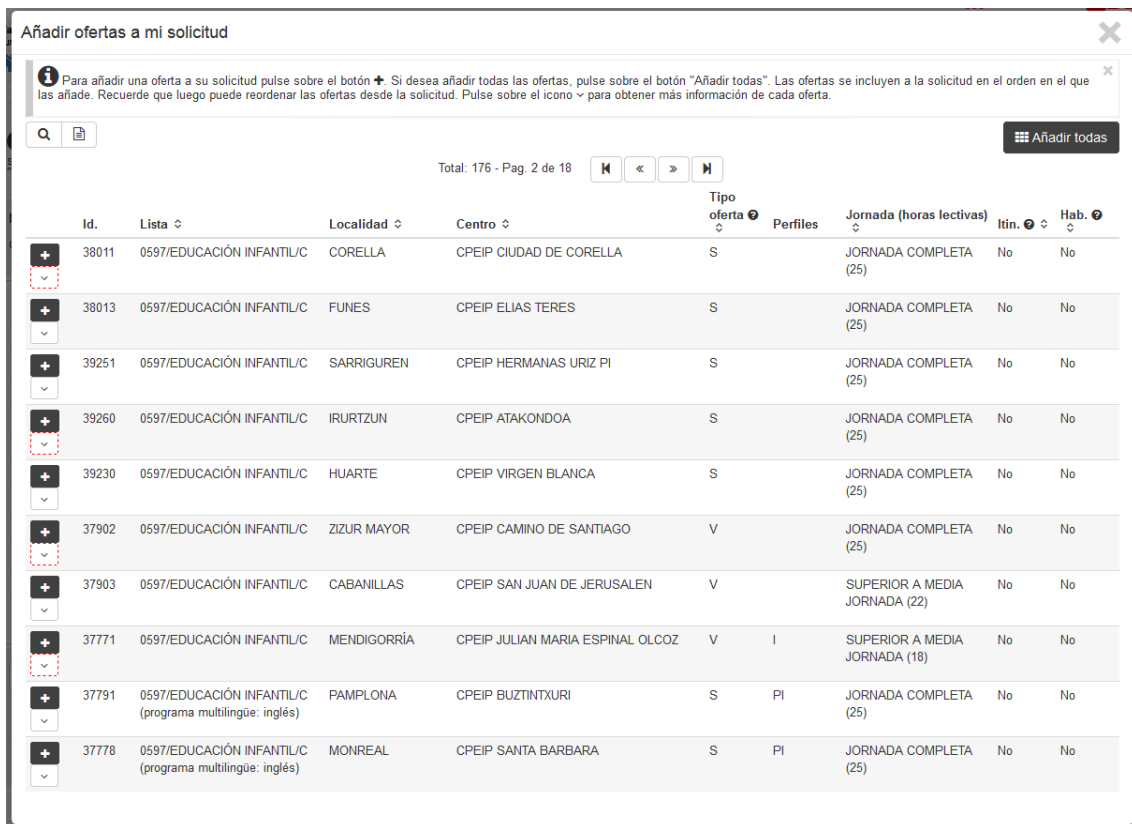 Añadir ofertas a mi solicitud
Para añadir una oferta a su solicitud pulse sobre el botón +. Si desea añadir todas las ofertas, pulse sobre el botón "Añadir todas". Las ofertas se incluyen a la solicitud en el orden en el que
las añade. Recuerde que luego puede reordenar las ofertas desde la solicitud. Pulse sobre el icono ⌄ para obtener más información de cada oferta.
Añadir todas
Total: 176 - Pag. 2 de 18
Id. Lista Localidad Centro Tipo oferta Perfiles Jornada (horas lectivas) Itin. Hab.
38011 0597/EDUCACIÓN INFANTIL/C CORELLA CPEIP CIUDAD DE CORELLA S JORNADA COMPLETA No No
(25)
38013 0597/EDUCACIÓN INFANTIL/C FUNES CPEIP ELIAS TERES S JORNADA COMPLETA No No
(25)
39251 0597/EDUCACIÓN INFANTIL/C SARRIGUREN CPEIP HERMANAS URIZ PI S JORNADA COMPLETA No No
(25)
39260 0597/EDUCACIÓN INFANTIL/C IRURTZUN CPEIP ATAKONDOA S JORNADA COMPLETA No No
(25)
39230 0597/EDUCACIÓN INFANTIL/C HUARTE CPEIP VIRGEN BLANCA S JORNADA COMPLETA No No
(25)
37902 0597/EDUCACIÓN INFANTIL/C ZIZUR MAYOR CPEIP CAMINO DE SANTIAGO V JORNADA COMPLETA No No
(25)
37903 0597/EDUCACIÓN INFANTIL/C CABANILLAS CPEIP SAN JUAN DE JERUSALEN V SUPERIOR A MEDIA No No
JORNADA (22)
37771 0597/EDUCACIÓN INFANTIL/C MENDIGORRÍA CPEIP JULIAN MARIA ESPINAL OLCOZ V I SUPERIOR A MEDIA No No
JORNADA (18)
37791 0597/EDUCACIÓN INFANTIL/C PAMPLONA CPEIP BUZTINTXURI S PI JORNADA COMPLETA No No
(programa multilingüe: inglés) (25)
37778 0597/EDUCACIÓN INFANTIL/C MONREAL CPEIP SANTA BARBARA S PI JORNADA COMPLETA No No
(programa multilingüe: inglés) (25)